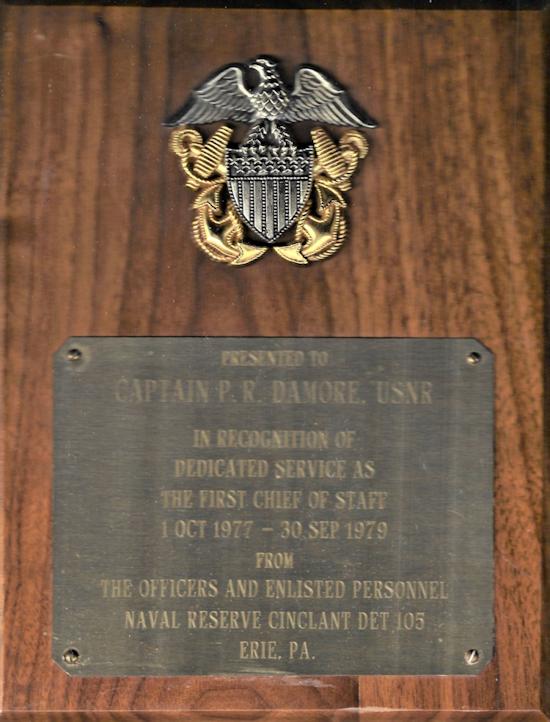 PRESENTED TO
CAPTAIN P. R. DAMORE, USNR
IN RECOGNITION OF
DEDICATED SERVICE AS
THE FIRST CHIEF OF STAFF
1 OCT 1977 - 30 SEP 1979
FROM
THE OFFICERS AND ENLISTED PERSONNEL
NAVAL RESERVE CINCLANT DET 105
ERIE, PA.